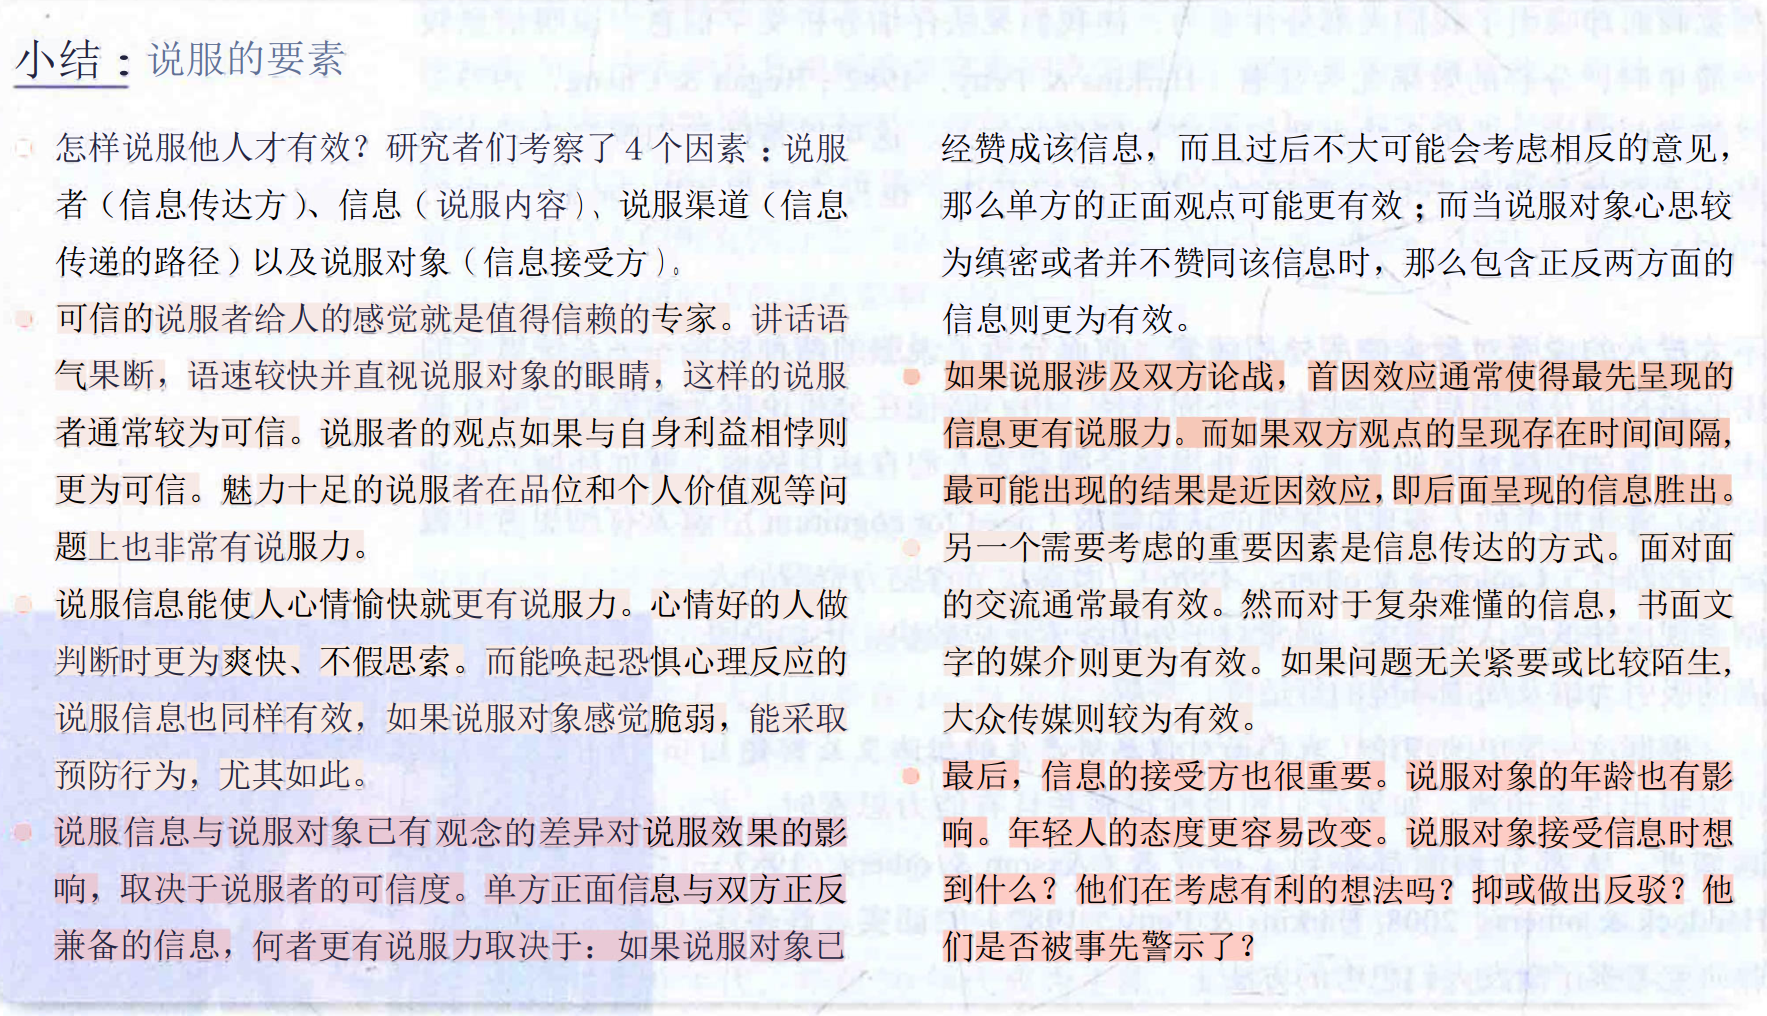 小结：说服的要素
怎样说服他人才有效？研究者们考察了4个因素：说服
者（信息传达方）、信息（说服内容）、说服渠道（信息
传递的路径）以及说服对象（信息接受方）。
可信的说服者给人的感觉就是值得信赖的专家。讲话语
气果断，语速较快并直视说服对象的眼睛，这样的说服
者通常较为可信。说服者的观点如果与自身利益相悖则
更为可信。魅力十足的说服者在品位和个人价值观等问
题上也非常有说服力。
说服信息能使人心情愉快就更有说服力。心情好的人做
判断时更为爽快、不假思索。而能唤起恐惧心理反应的
说服信息也同样有效，如果说服对象感觉脆弱，能采取
预防行为，尤其如此。
说服信息与说服对象已有观念的差异对说服效果的影
响，取决于说服者的可信度。单方正面信息与双方正反
兼备的信息，何者更有说服力取决于：如果说服对象已
经赞成该信息，而且过后不大可能会考虑相反的意见，
那么单方的正面观点可能更有效；而当说服对象心思较
为缜密或者并不赞同该信息时，那么包含正反两方面的
信息则更为有效。
如果说服涉及双方论战，首因效应通常使得最先呈现的
信息更有说服力。而如果双方观点的呈现存在时间间隔，
最可能出现的结果是近因效应，即后面呈现的信息胜出。
另一个需要考虑的重要因素是信息传达的方式。面对面
的交流通常最有效。然而对于复杂难懂的信息，书面文
字的媒介则更为有效。如果问题无关紧要或比较陌生，
大众传媒则较为有效。
最后，信息的接受方也很重要。说服对象的年龄也有影
响。年轻人的态度更容易改变。说服对象接受信息时想
到什么？他们在考虑有利的想法吗？抑或做出反驳？他
们是否被事先警示了？